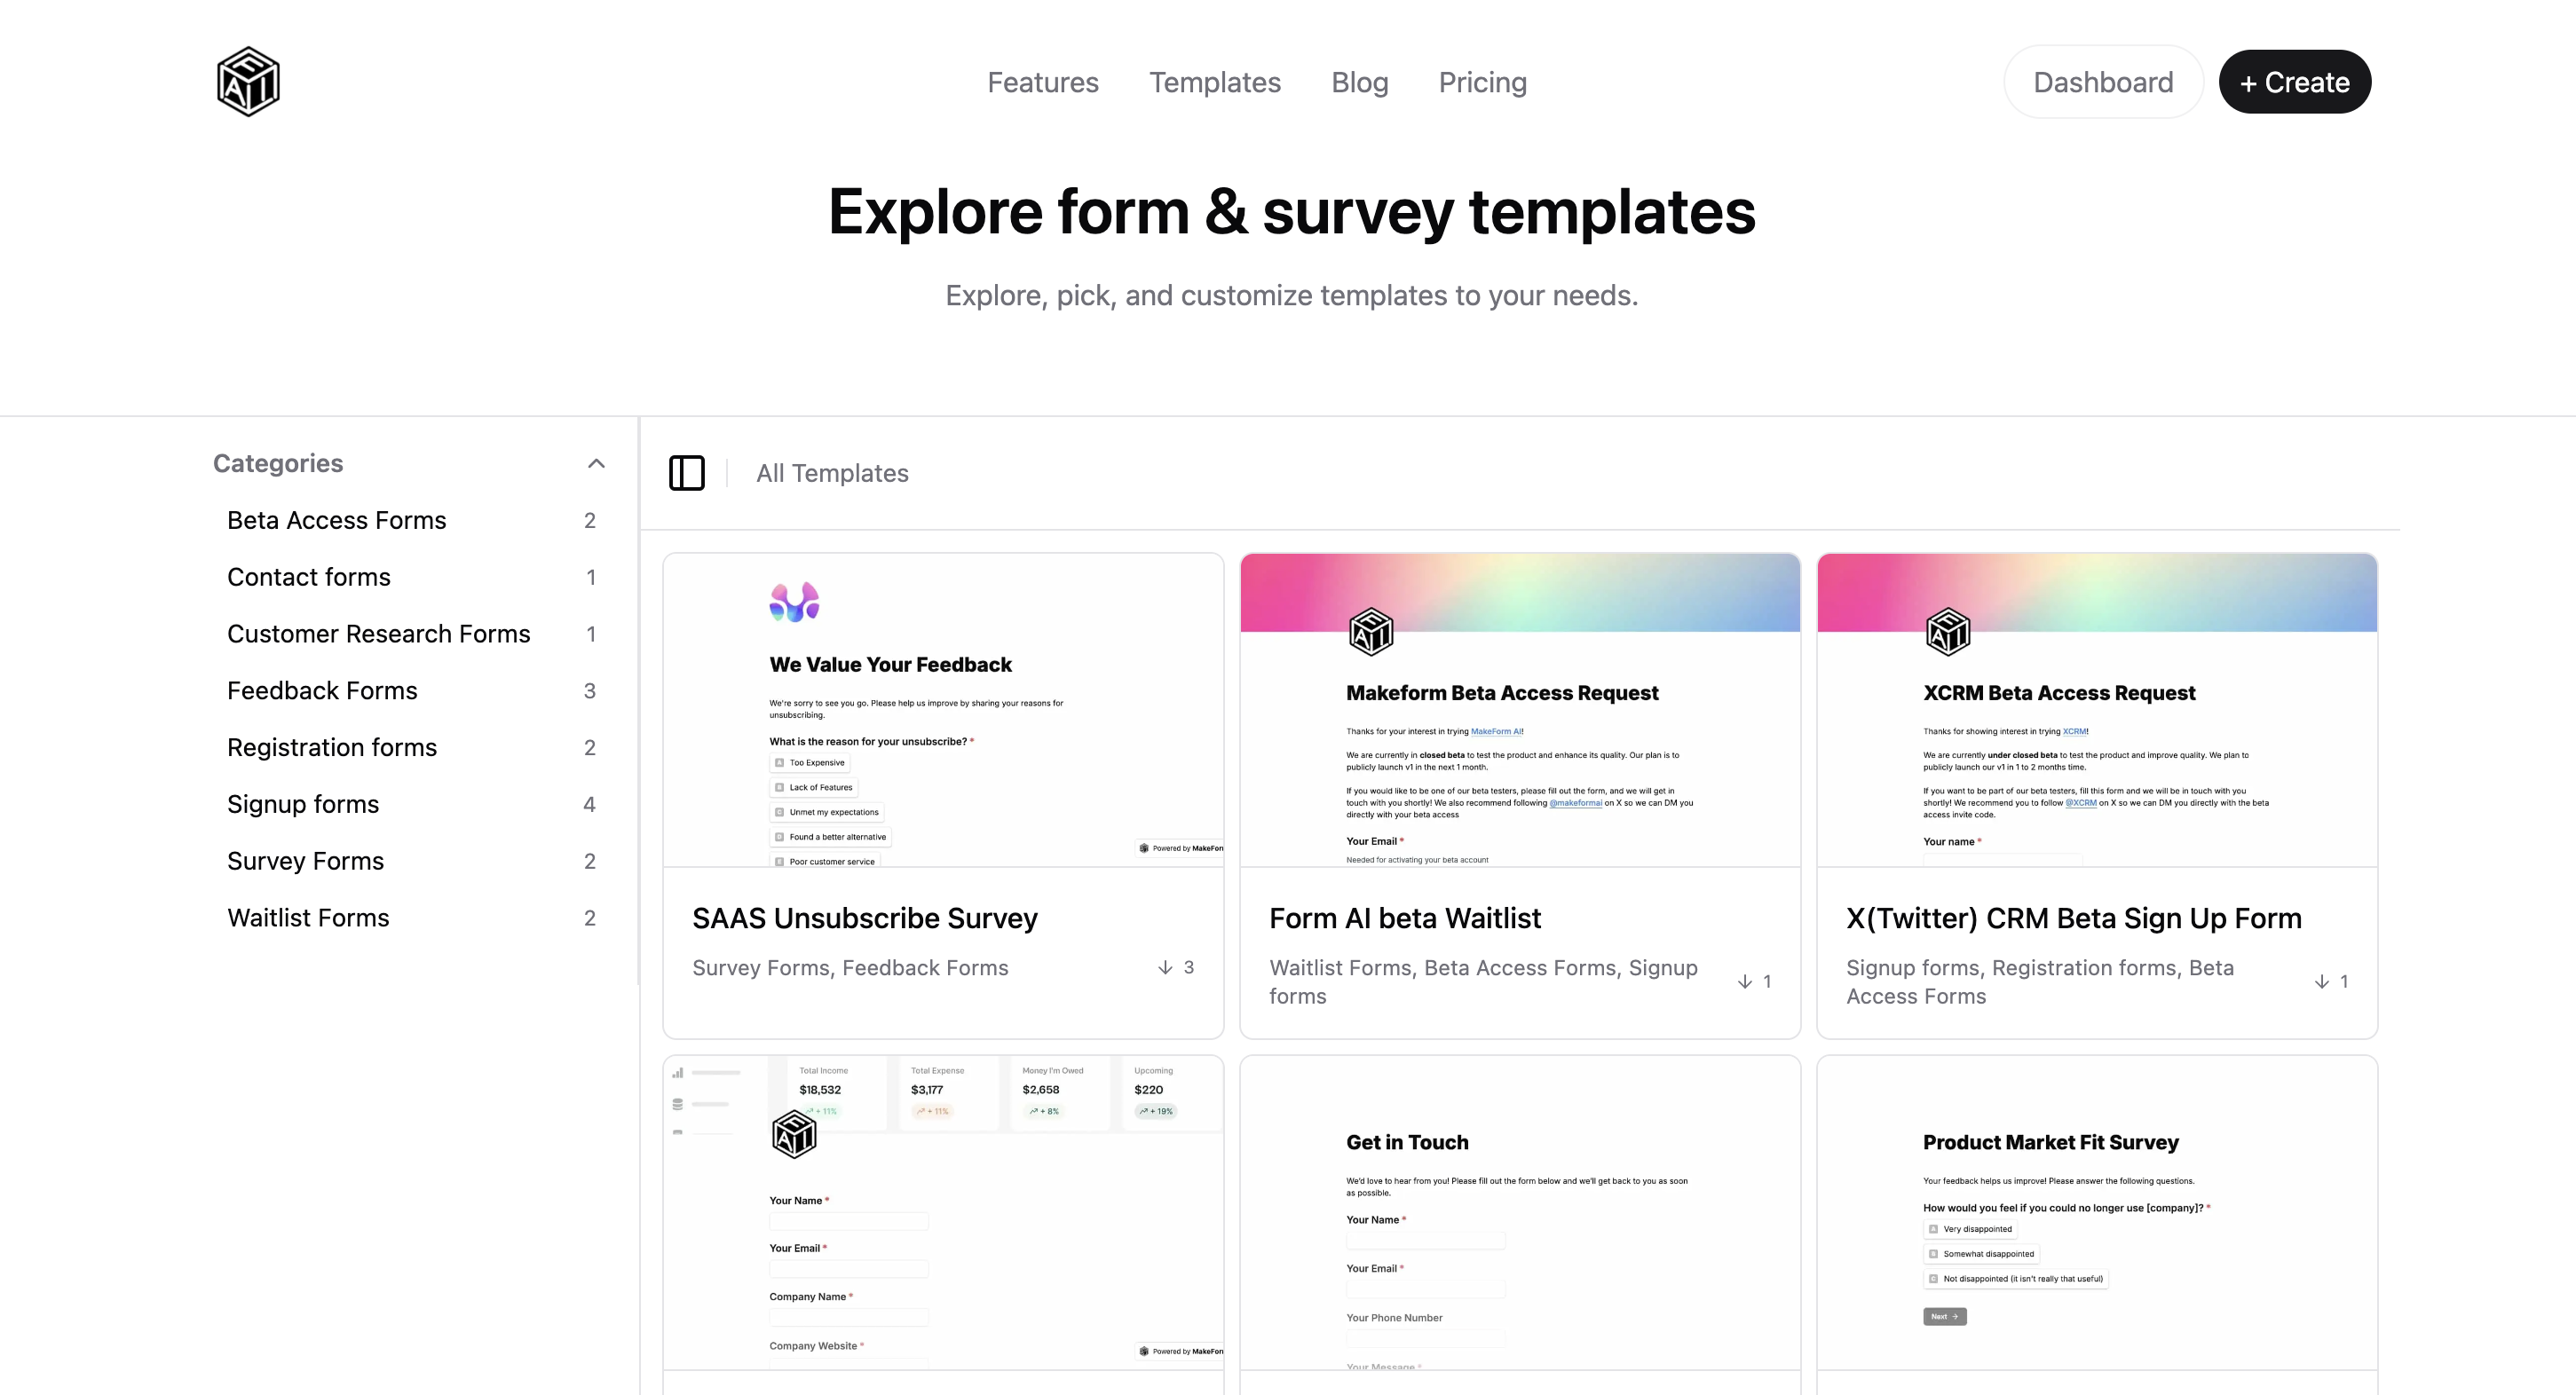 Features
Templates
Blog
Pricing
Dashboard
+ Create
Explore form & survey templates
Explore, pick, and customize templates to your needs.
Categories
Beta Access Forms 2
Contact forms 1
Customer Research Forms 1
Feedback Forms 3
Registration forms 2
Signup forms 4
Survey Forms 2
Waitlist Forms 2
All Templates
We Value Your Feedback
We're sorry to see you go. Please help us improve by sharing your reasons for
unsubscribing.
What is the reason for your unsubscribe? *
A Too Expensive
B Lack of Features
C Unmet my expectations
D Found a better alternative
E Poor customer service
Powered by MakeForm
SAAS Unsubscribe Survey
Survey Forms, Feedback Forms
3
Makeform Beta Access Request
Thanks for your interest in trying MakeForm AI!
We are currently in closed beta to test the product and enhance its quality. Our plan is to
publicly launch v1 in the next 1 month.
If you would like to be one of our beta testers, please fill out the form, and we will get in
touch with you shortly! We also recommend following @makeformai on X so we can DM you
directly with your beta access
Your Email *
Needed for activating your beta account
Form AI beta Waitlist
Waitlist Forms, Beta Access Forms, Signup
forms
1
XCRM Beta Access Request
Thanks for showing interest in trying XCRM!
We are currently under closed beta to test the product and improve quality. We plan to
publicly launch our v1 in 1 to 2 months time.
If you want to be part of our beta testers, fill this form and we will be in touch with you
shortly! We recommend you to follow @XCRM on X so we can DM you directly with the beta
access invite code.
Your name *
X(Twitter) CRM Beta Sign Up Form
Signup forms, Registration forms, Beta
Access Forms
1
Total Income
$18,532
+ 11%
Total Expense
$3,177
+ 11%
Money I'm Owed
$2,658
+ 8%
Upcoming
$220
+ 19%
Your Name *
Your Email *
Company Name *
Company Website *
Powered by MakeForm
Get in Touch
We'd love to hear from you! Please fill out the form below and we'll get back to you as soon
as possible.
Your Name *
Your Email *
Your Phone Number
Your Message *
Product Market Fit Survey
Your feedback helps us improve! Please answer the following questions.
How would you feel if you could no longer use [company]? *
A Very disappointed
B Somewhat disappointed
C Not disappointed (it isn't really that useful)
Next →